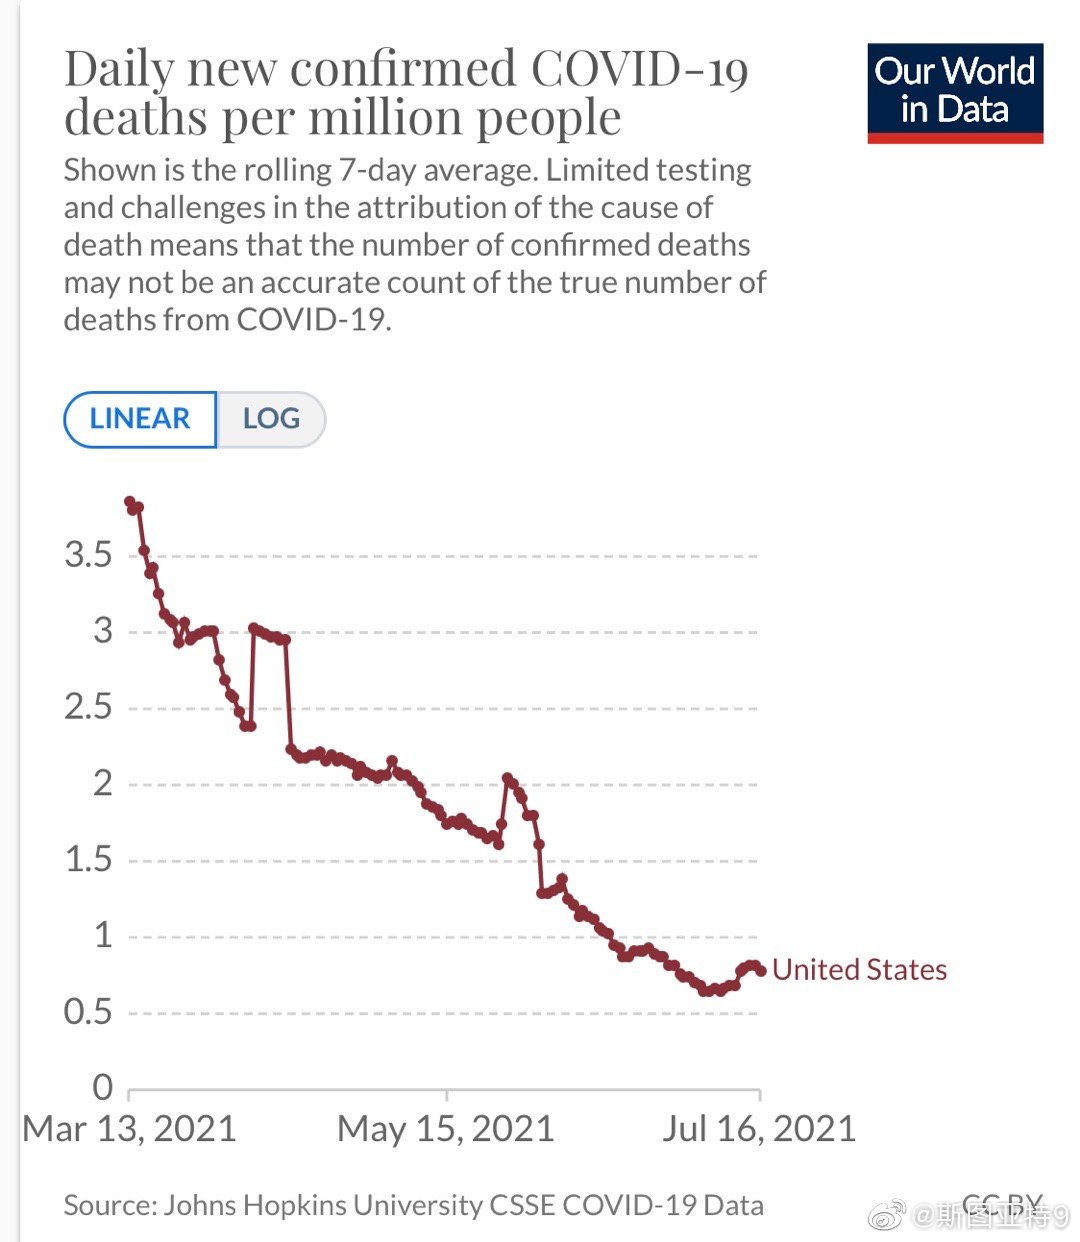 Daily new confirmed COVID-19
deaths per million people
Our World
in Data
Shown is the rolling 7-day average. Limited testing
and challenges in the attribution of the cause of
death means that the number of confirmed deaths
may not be an accurate count of the true number of
deaths from COVID-19.
LINEAR LOG
3.5
3
2.5
2
1.5
1
United States
0.5
0
Mar 13, 2021 May 15, 2021 Jul 16, 2021
Source: Johns Hopkins University CSSE COVID-19 Data CC BY
@斯图亚特9